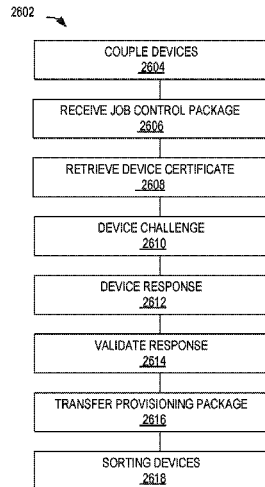 2602
COUPLE DEVICES
2604
RECEIVE JOB CONTROL PACKAGE
2606
RETRIEVE DEVICE CERTIFICATE
2608
DEVICE CHALLENGE
2610
DEVICE RESPONSE
2612
VALIDATE RESPONSE
2614
TRANSFER PROVISIONING PACKAGE
2616
SORTING DEVICES
2618